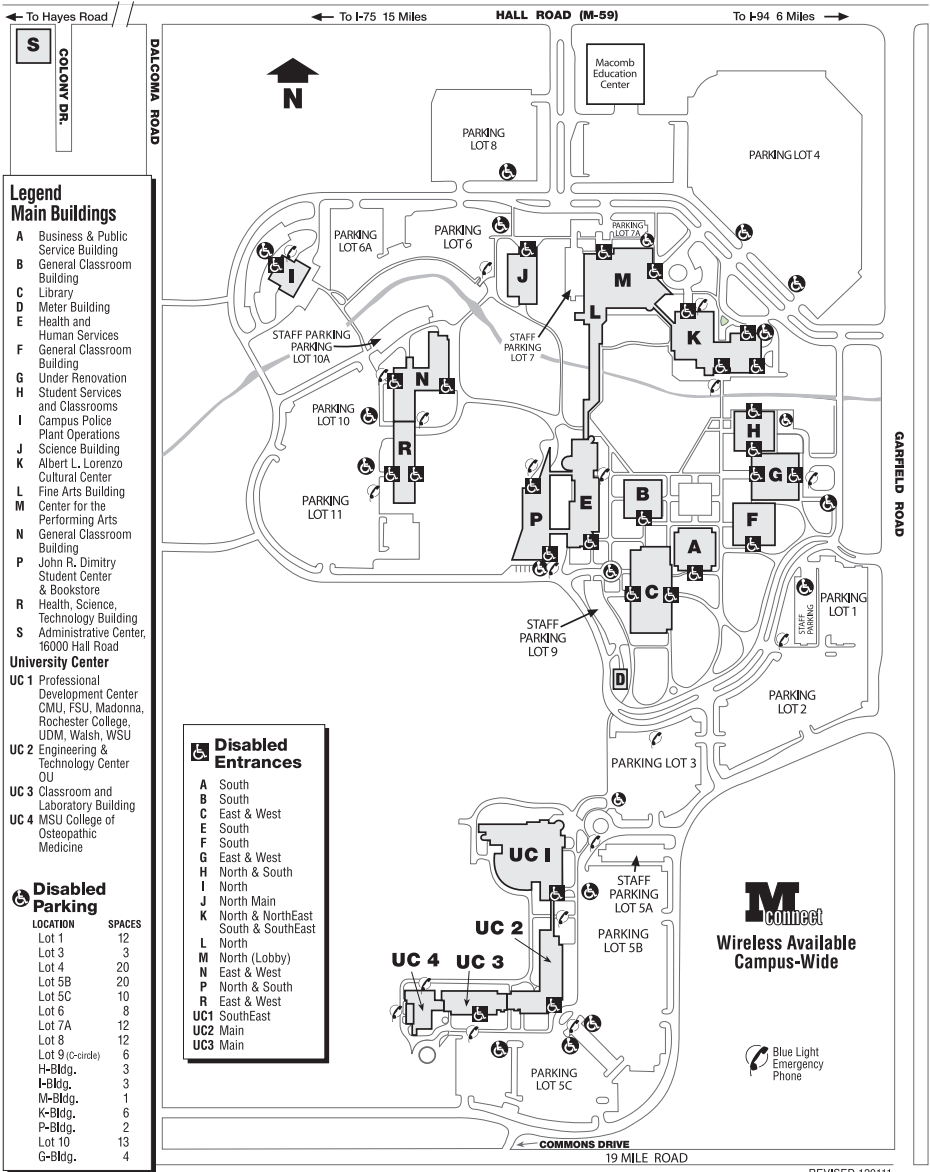 To Hayes Road
To I-75 15 Miles
HALL ROAD (M-59)
To I-94 6 Miles
S
COLONY DR.
DALCOMA ROAD
N
Macomb
Education
Center
PARKING
LOT 8
PARKING LOT 4
Legend
Main Buildings
A Business & Public
Service Building
B General Classroom
Building
C Library
D Meter Building
E Health and
Human Services
F General Classroom
Building
G Under Renovation
H Student Services
and Classrooms
I Campus Police
Plant Operations
J Science Building
K Albert L. Lorenzo
Cultural Center
L Fine Arts Building
M Center for the
Performing Arts
N General Classroom
Building
P John R. Dimitry
Student Center
& Bookstore
R Health, Science,
Technology Building
S Administrative Center,
16000 Hall Road
University Center
UC 1 Professional
Development Center
CMU, FSU, Madonna,
Rochester College,
UDM, Walsh, WSU
UC 2 Engineering &
Technology Center
OU
UC 3 Classroom and
Laboratory Building
UC 4 MSU College of
Osteopathic
Medicine
Disabled
Parking
LOCATION SPACES
Lot 1 12
Lot 3 3
Lot 4 20
Lot 5B 20
Lot 5C 10
Lot 6 8
Lot 7A 12
Lot 8 12
Lot 9 (C-circle) 6
H-Bldg. 3
I-Bldg. 3
M-Bldg. 1
K-Bldg. 6
P-Bldg. 2
Lot 10 13
G-Bldg. 4
PARKING
LOT 6A
PARKING
LOT 6
PARKING
LOT 7A
I
J
M
L
K
STAFF PARKING
PARKING
LOT 10A
STAFF
PARKING
LOT 7
N
PARKING
LOT 10
R
H
G
GARFIELD ROAD
PARKING
LOT 11
P
E
B
F
A
C
STAFF
PARKING
LOT 9
D
STAFF
PARKING
PARKING
LOT 1
PARKING
LOT 2
PARKING LOT 3
Disabled
Entrances
A South
B South
C East & West
E South
F South
G East & West
H North & South
I North
J North Main
K North & NorthEast
South & SouthEast
L North
M North (Lobby)
N East & West
P North & South
R East & West
UC1 SouthEast
UC2 Main
UC3 Main
UC I
STAFF
PARKING
LOT 5A
UC 2
PARKING
LOT 5B
UC 4
UC 3
M
connect
Wireless Available
Campus-Wide
PARKING
LOT 5C
Blue Light
Emergency
Phone
COMMONS DRIVE
19 MILE ROAD
REVISED 120111